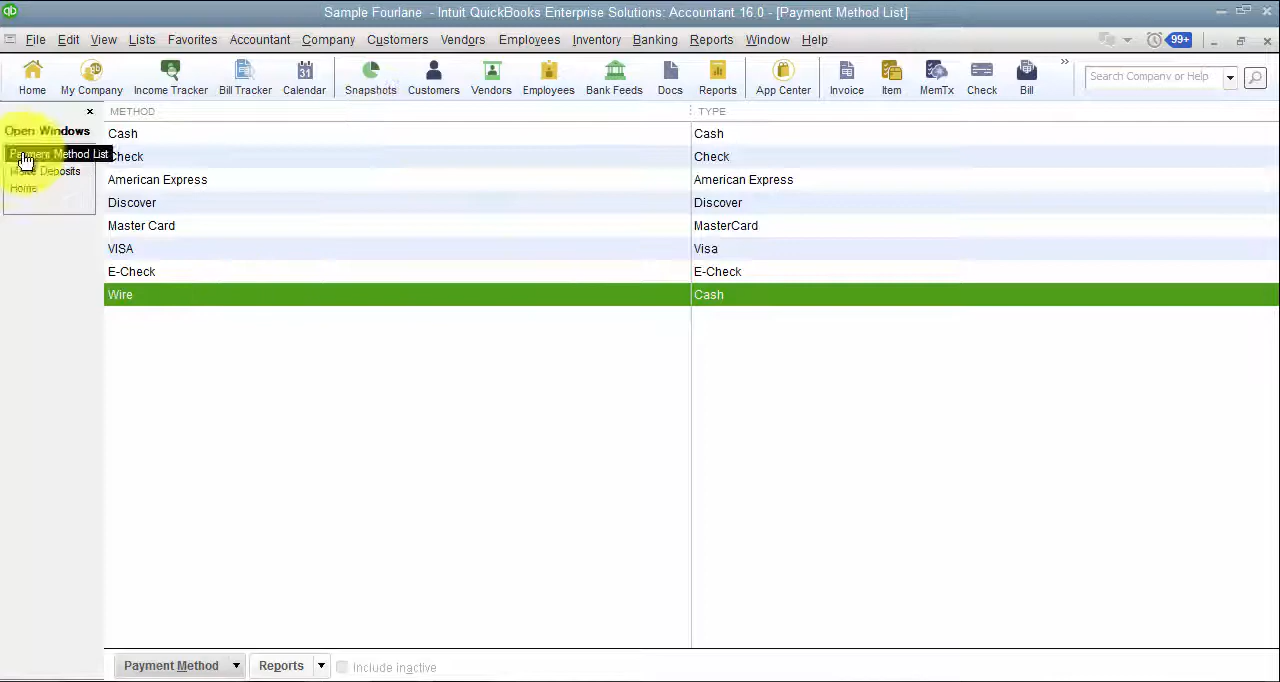 qb
Sample Fourlane - Intuit QuickBooks Enterprise Solutions: Accountant 16.0 - [Payment Method List]
File Edit View Lists Favorites Accountant Company Customers Vendors Employees Inventory Banking Reports Window Help 99+
31
Home My Company Income Tracker Bill Tracker Calendar Snapshots Customers Vendors Employees Bank Feeds Docs Reports App Center Invoice Item MemTx Check Bill » Search Company or Help
METHOD TYPE
Open Windows
Payment Method List
Deposits
Home
Cash Cash
Check Check
American Express American Express
Discover Discover
Master Card MasterCard
VISA Visa
E-Check E-Check
Wire Cash
Payment Method Reports Include inactive